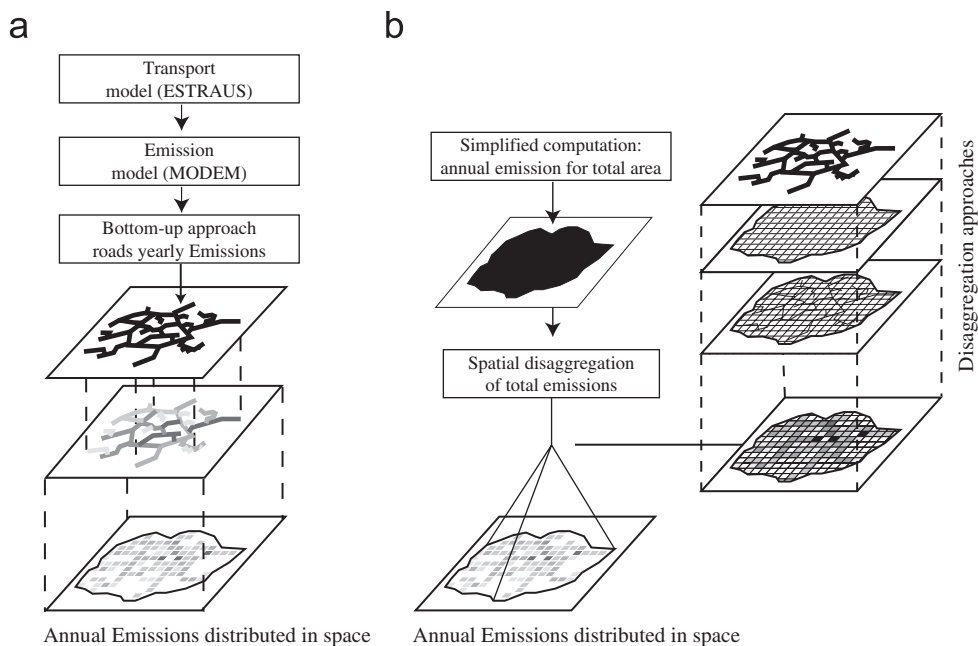 a
Transport
model (ESTRAUS)
Emission
model (MODEM)
Bottom-up approach
roads yearly Emissions
Annual Emissions distributed in space
b
Simplified computation:
annual emission for total area
Spatial disaggregation
of total emissions
Disaggregation approaches
Annual Emissions distributed in space